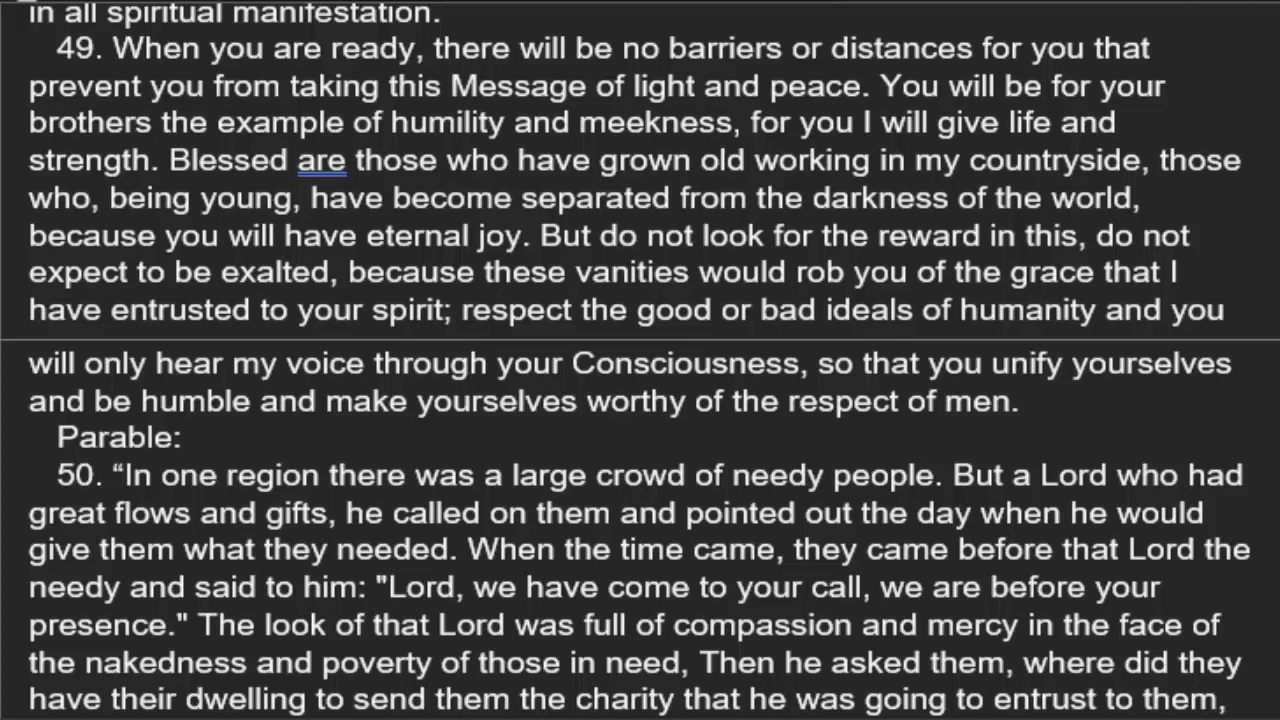 in all spiritual manifestation.
49. When you are ready, there will be no barriers or distances for you that
prevent you from taking this Message of light and peace. You will be for your
brothers the example of humility and meekness, for you I will give life and
strength. Blessed are those who have grown old working in my countryside, those
who, being young, have become separated from the darkness of the world,
because you will have eternal joy. But do not look for the reward in this, do not
expect to be exalted, because these vanities would rob you of the grace that I
have entrusted to your spirit; respect the good or bad ideals of humanity and you
will only hear my voice through your Consciousness, so that you unify yourselves
and be humble and make yourselves worthy of the respect of men.
Parable:
50. “In one region there was a large crowd of needy people. But a Lord who had
great flows and gifts, he called on them and pointed out the day when he would
give them what they needed. When the time came, they came before that Lord the
needy and said to him: "Lord, we have come to your call, we are before your
presence." The look of that Lord was full of compassion and mercy in the face of
the nakedness and poverty of those in need, Then he asked them, where did they
have their dwelling to send them the charity that he was going to entrust to them,